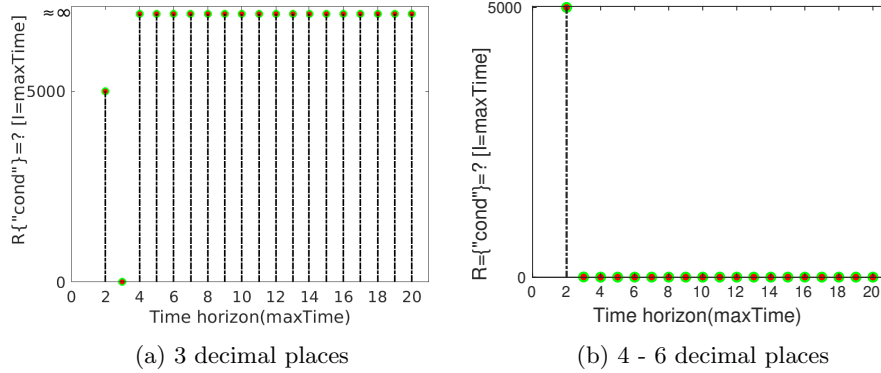 ≈∞
5000
0
0 2 4 6 8 10 12 14 16 18 20
R{"cond"}=? [I=maxTime]
Time horizon(maxTime)
(a) 3 decimal places
5000
0
0 2 4 6 8 10 12 14 16 18 20
R={"cond"}=? [I=maxTime]
Time horizon(maxTime)
(b) 4 - 6 decimal places